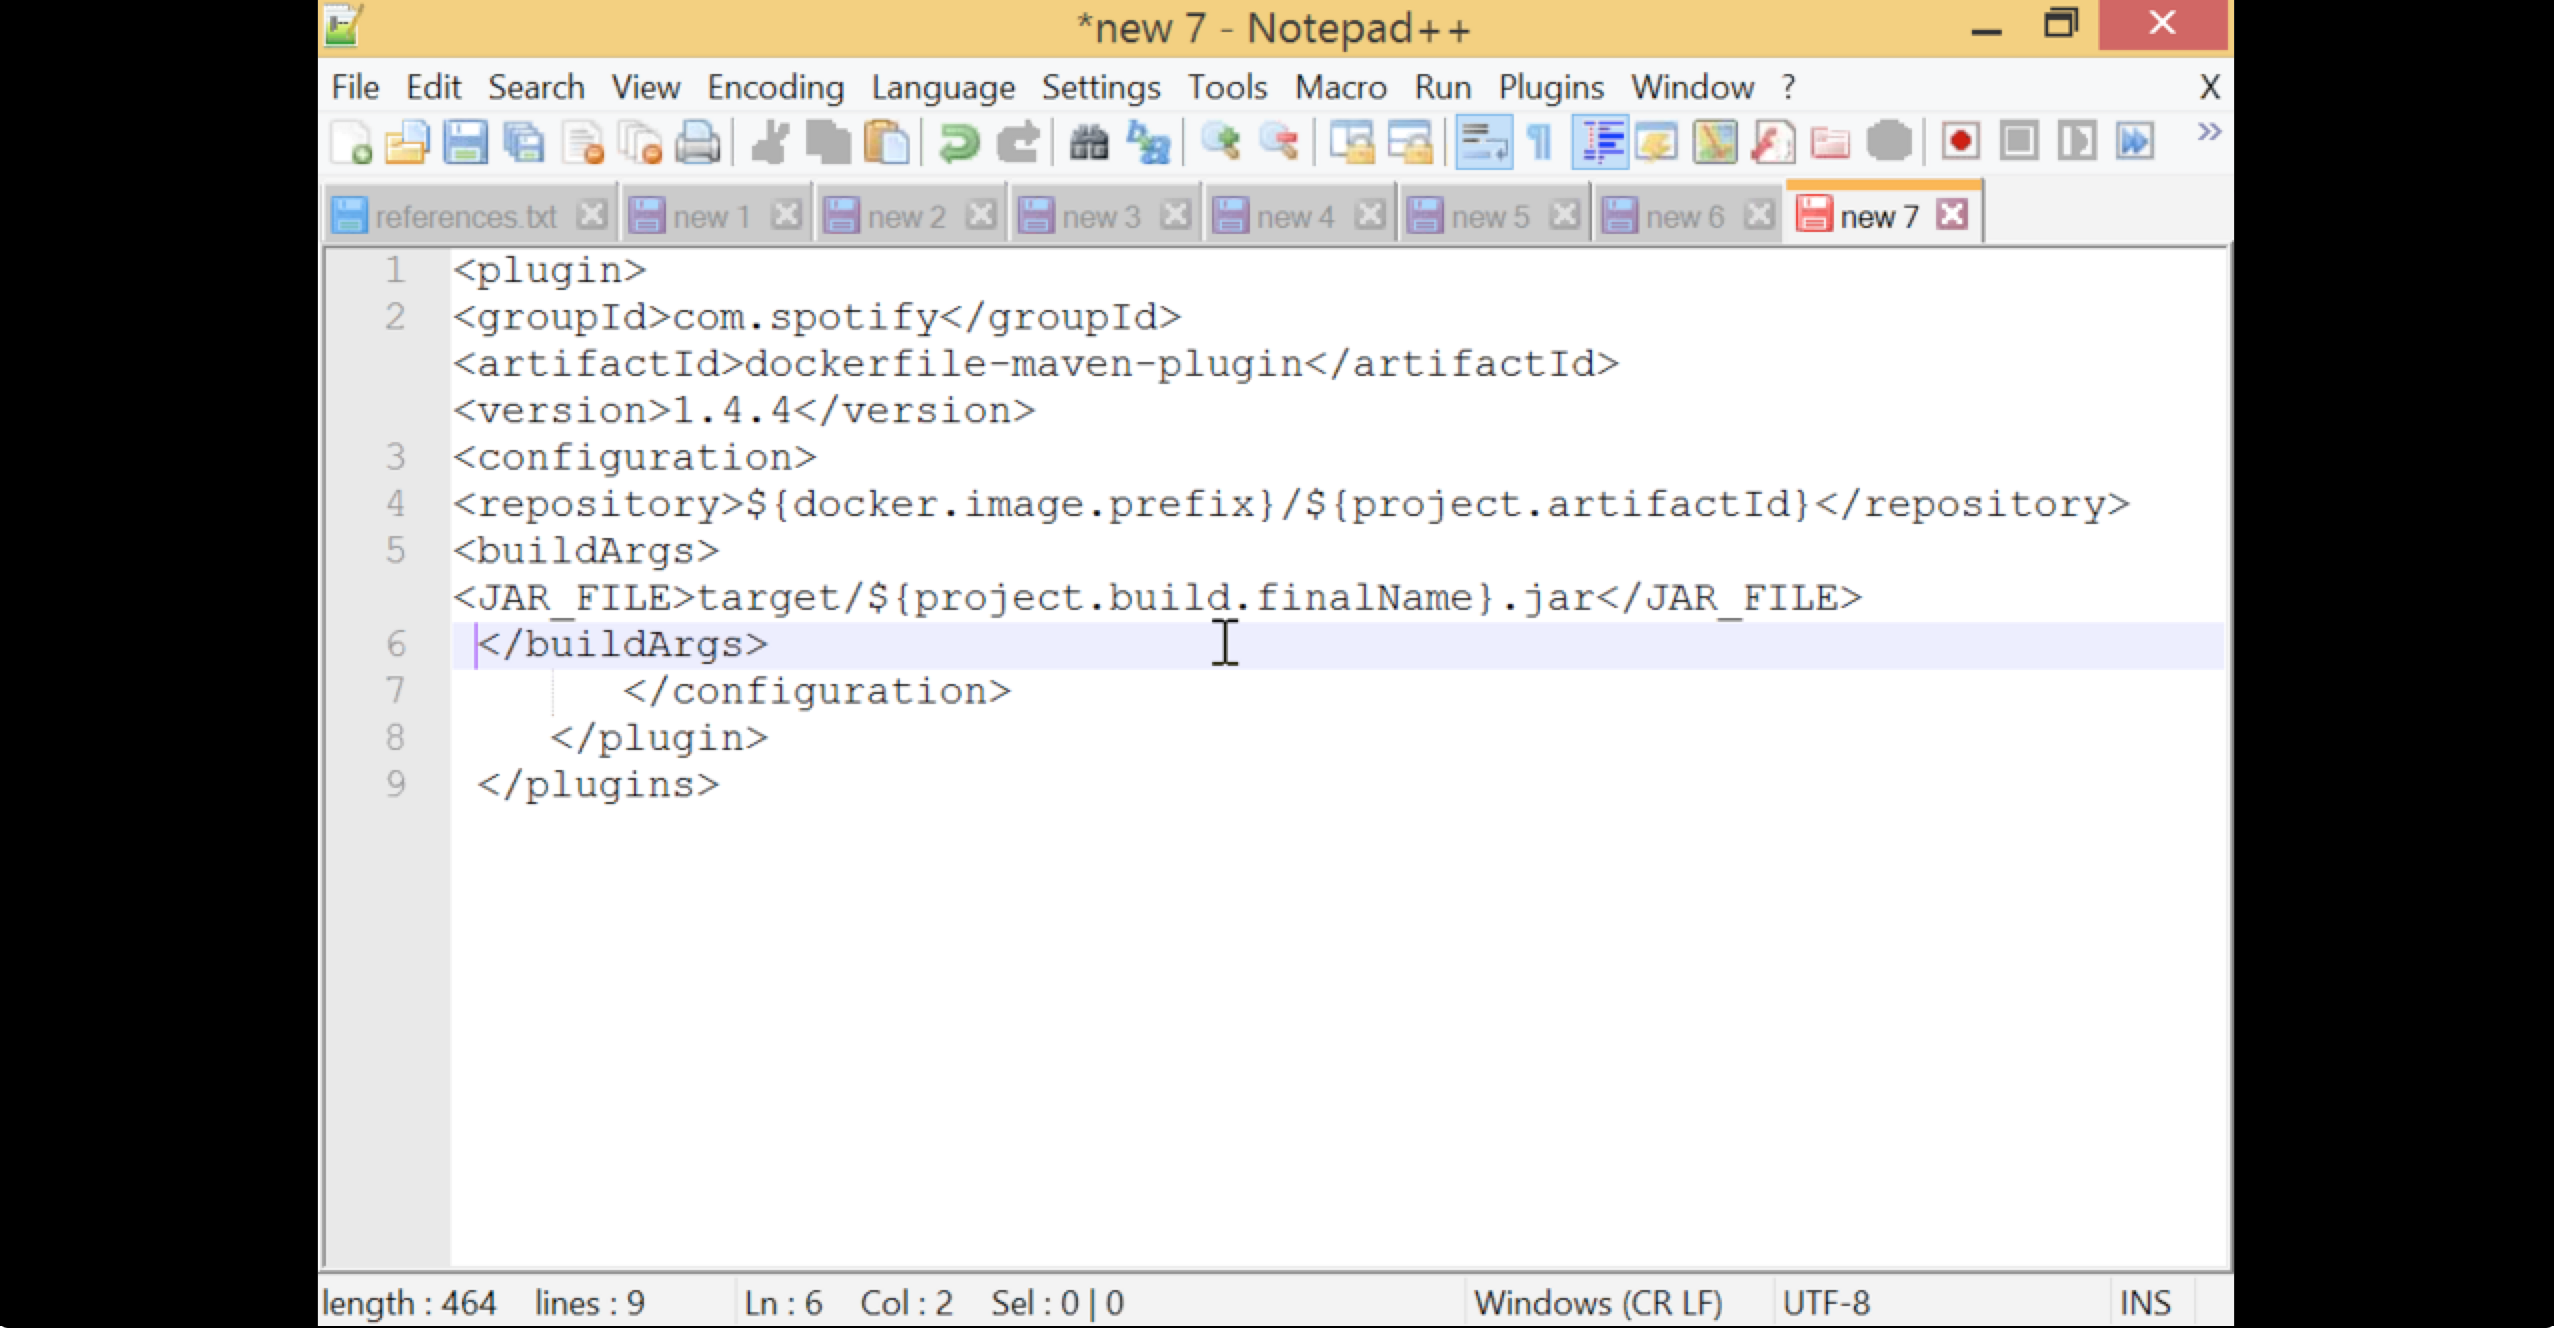 *new 7 - Notepad++
File Edit Search View Encoding Language Settings Tools Macro Run Plugins Window ? X
references.txt new 1 new 2 new 3 new 4 new 5 new 6 new 7
1 <plugin>
2 <groupId>com.spotify</groupId>
<artifactId>dockerfile-maven-plugin</artifactId>
<version>1.4.4</version>
3 <configuration>
4 <repository>${docker.image.prefix}/${project.artifactId}</repository>
5 <buildArgs>
<JAR_FILE>target/${project.build.finalName}.jar</JAR_FILE>
6 </buildArgs>
7 </configuration>
8 </plugin>
9 </plugins>
length : 464 lines : 9 Ln : 6 Col : 2 Sel : 0 | 0 Windows (CR LF) UTF-8 INS